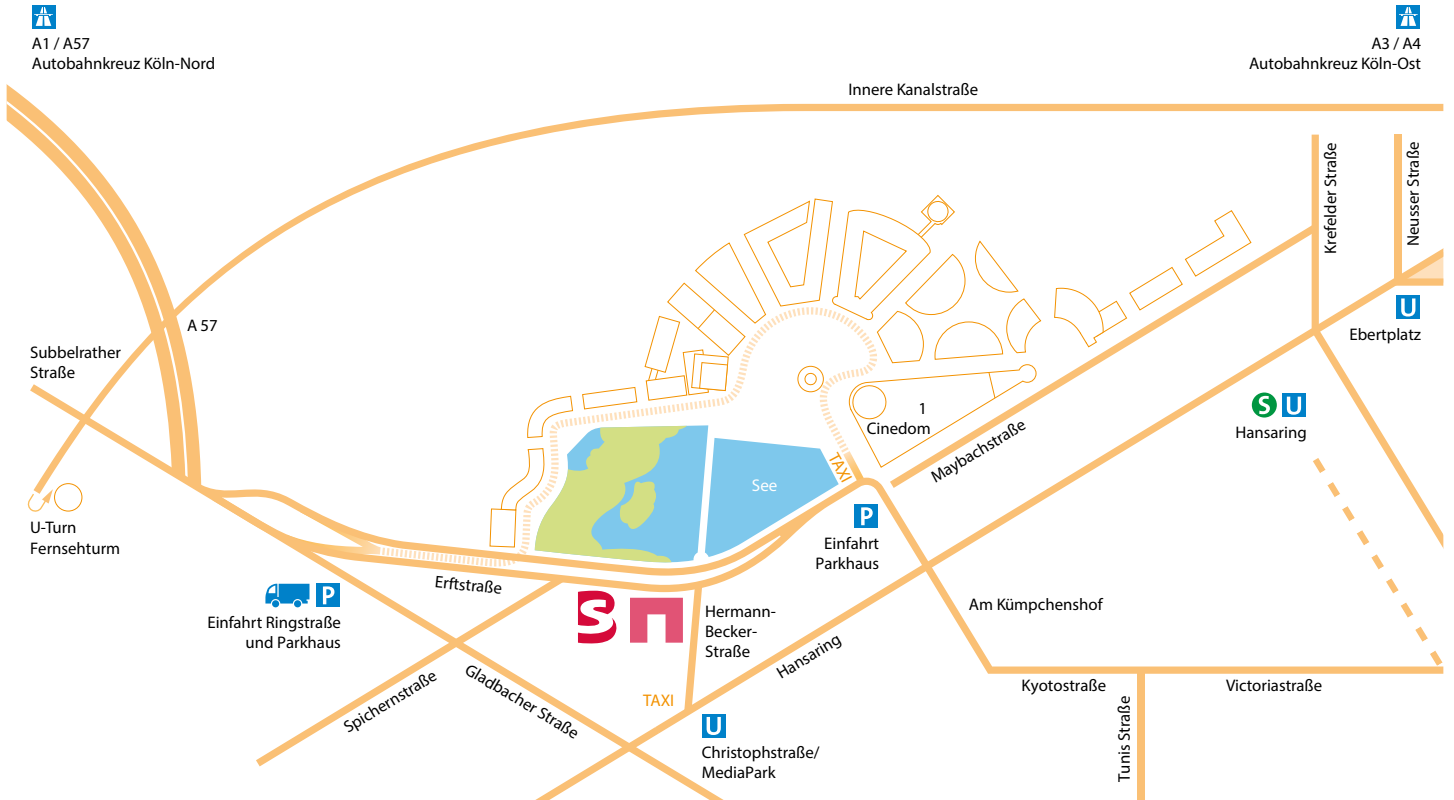 A1 / A57
Autobahnkreuz Köln-Nord
A3 / A4
Autobahnkreuz Köln-Ost
Innere Kanalstraße
Krefelder Straße
Neusser Straße
A 57
U
Ebertplatz
Subbelrather
Straße
S U
Hansaring
1
Cinedom
Maybachstraße
TAXI
See
P
Einfahrt
Parkhaus
U-Turn
Fernsehturm
Erftstraße
P
Einfahrt Ringstraße
und Parkhaus
S
Hermann-
Becker-
Straße
Am Kümpchenshof
Hansaring
Spichernstraße
Gladbacher Straße
TAXI
U
Christophstraße/
MediaPark
Kyotostraße
Victoriastraße
Tunis Straße